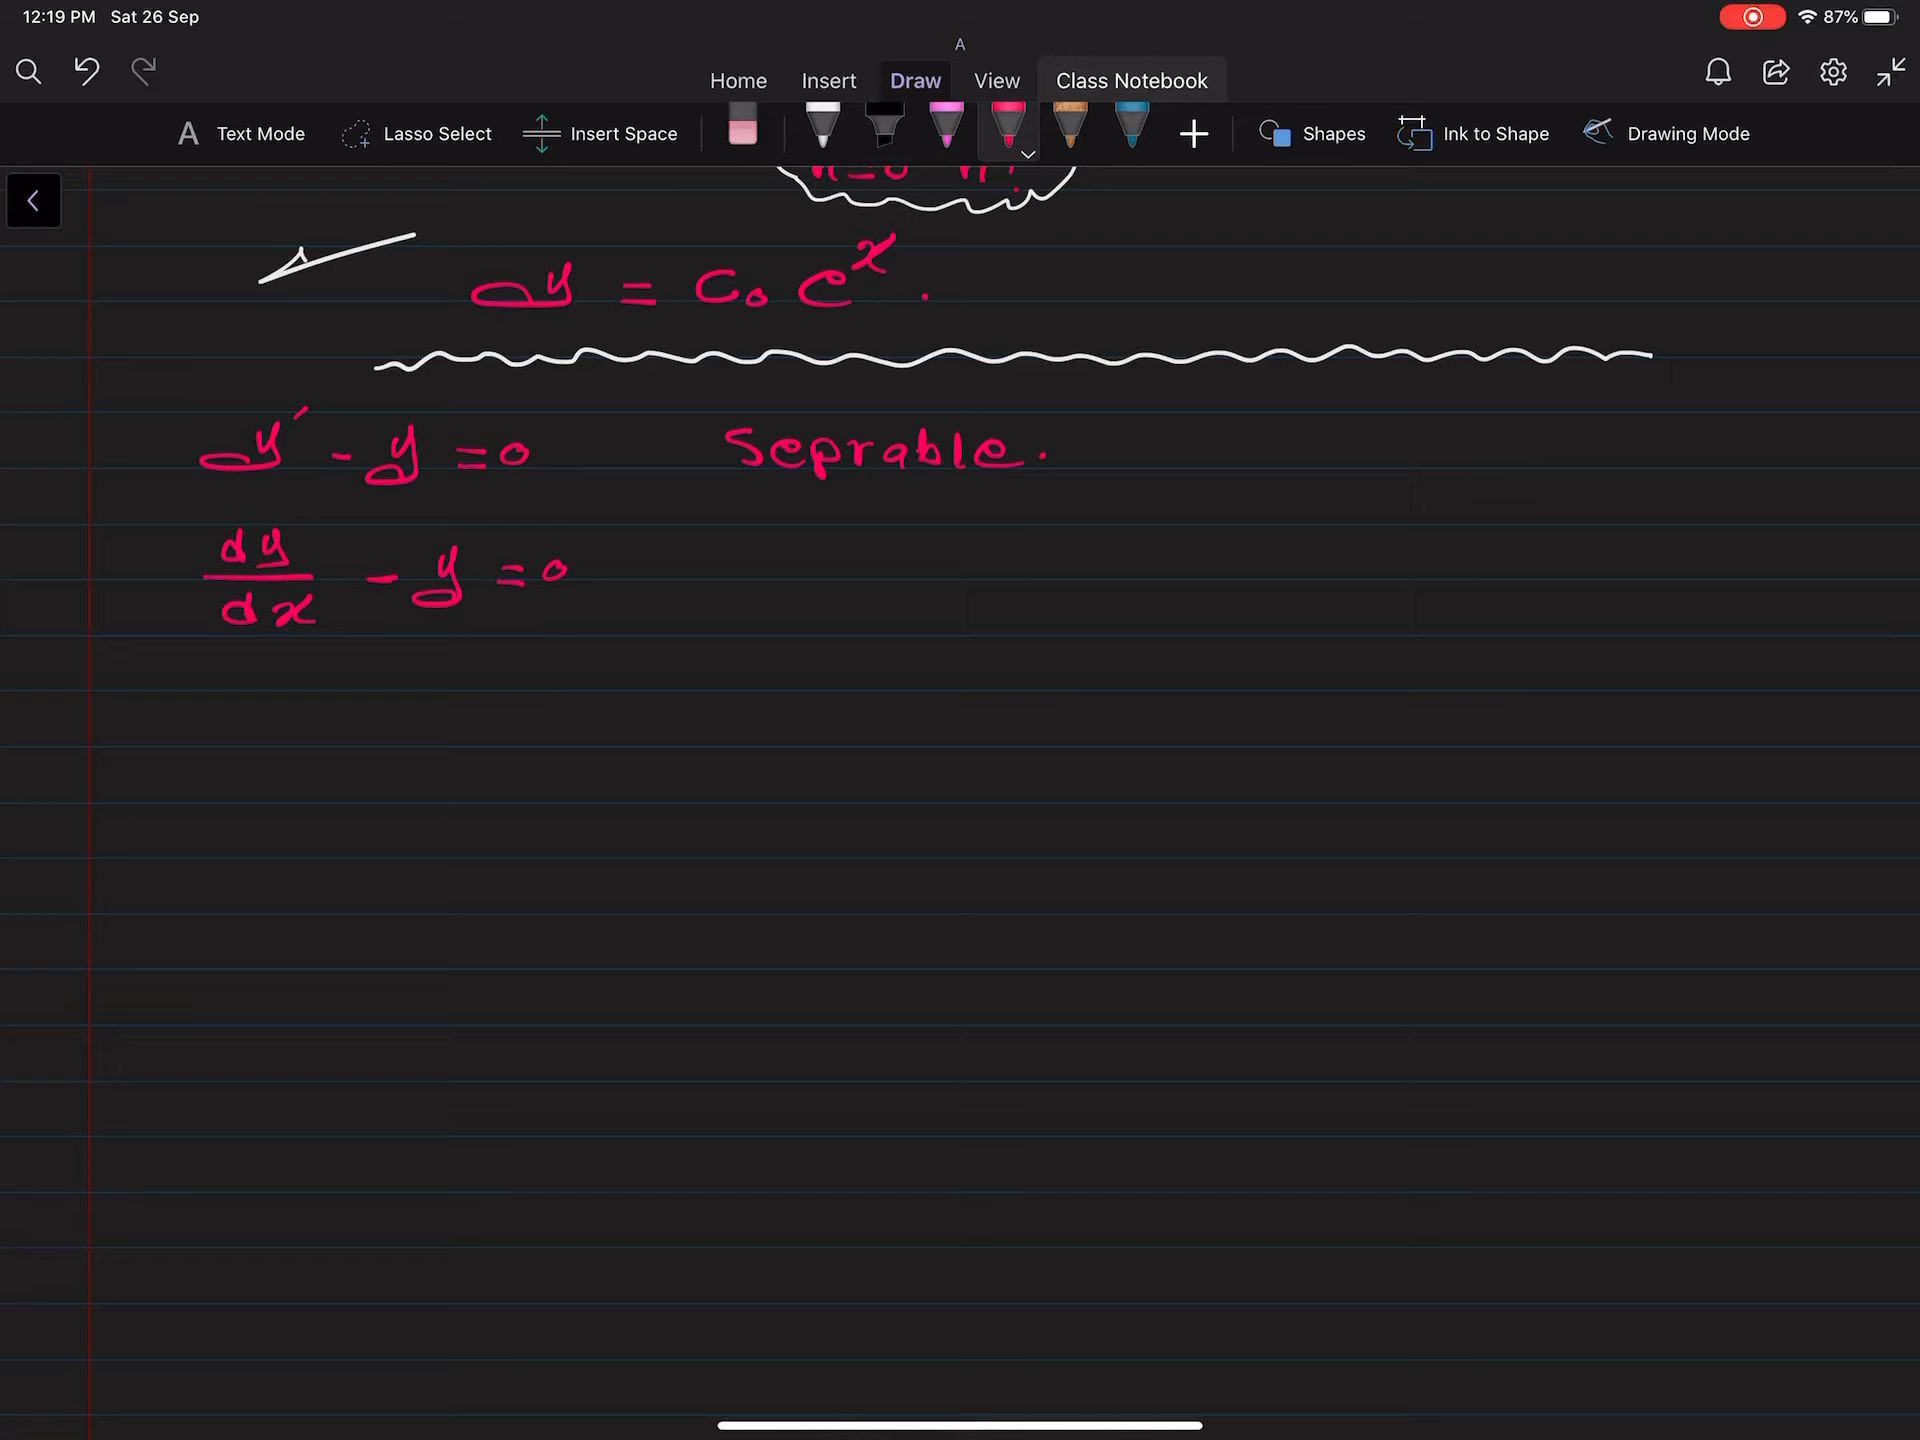 12:19 PM Sat 26 Sep 87%
A
Home Insert Draw View Class Notebook
A Text Mode Lasso Select Insert Space Shapes Ink to Shape Drawing Mode
n=0 n!
y = C₀ eˣ .
y′ - y = 0 Seprable.
dy/dx - y = 0